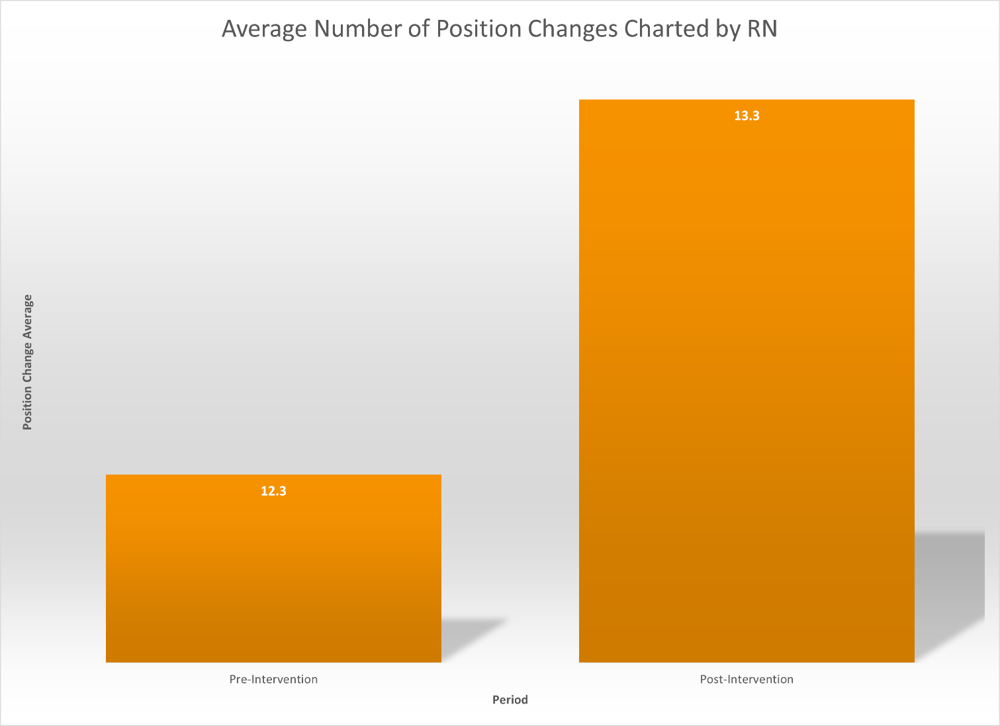 Average Number of Position Changes Charted by RN
13.3
12.3
Position Change Average
Pre-Intervention
Post-Intervention
Period